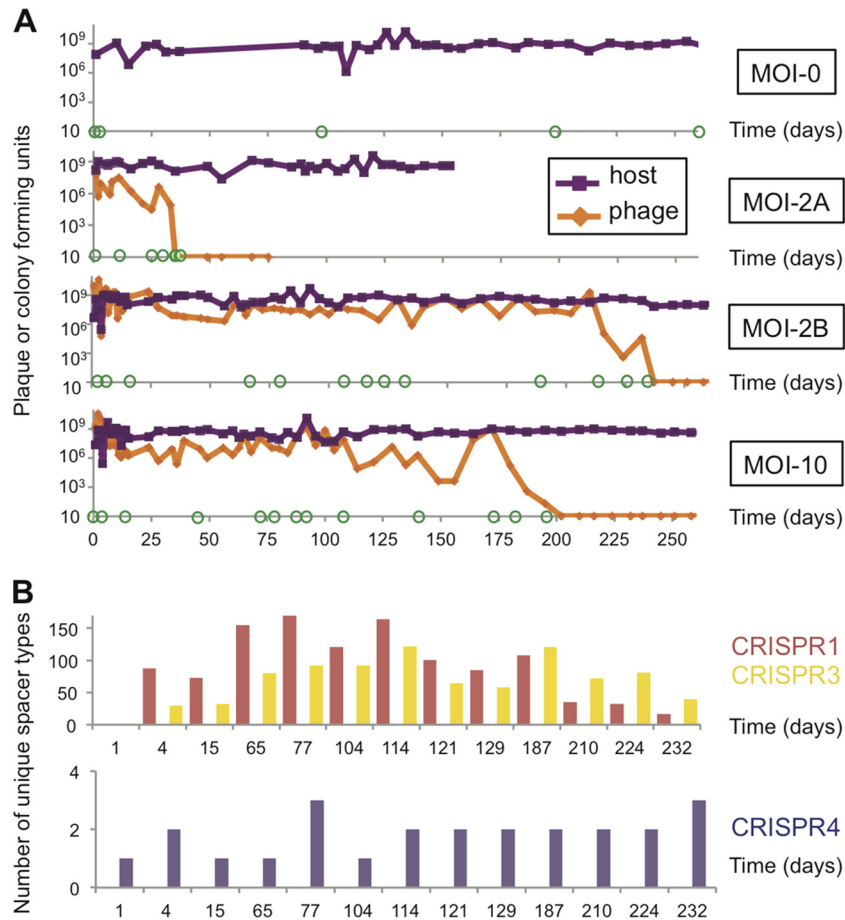 A
Plaque or colony forming units
10⁹
10⁶
10³
10
MOI-0
Time (days)
10⁹
10⁶
10³
10
host
phage
MOI-2A
Time (days)
10⁹
10⁶
10³
10
MOI-2B
Time (days)
10⁹
10⁶
10³
10
MOI-10
Time (days)
0 25 50 75 100 125 150 175 200 225 250
B
Number of unique spacer types
150
100
50
0
CRISPR1
CRISPR3
Time (days)
1 4 15 65 77 104 114 121 129 187 210 224 232
4
2
0
CRISPR4
Time (days)
1 4 15 65 77 104 114 121 129 187 210 224 232